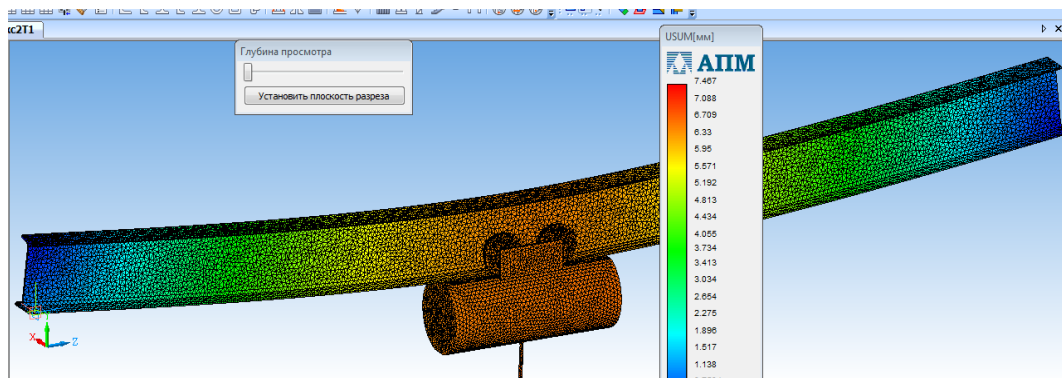 кс2Т1
Глубина просмотра
Установить плоскость разреза
USUM[мм]
АПМ
7.467
7.088
6.709
6.33
5.95
5.571
5.192
4.813
4.434
4.055
3.734
3.413
3.034
2.654
2.275
1.896
1.517
1.138
X
Z